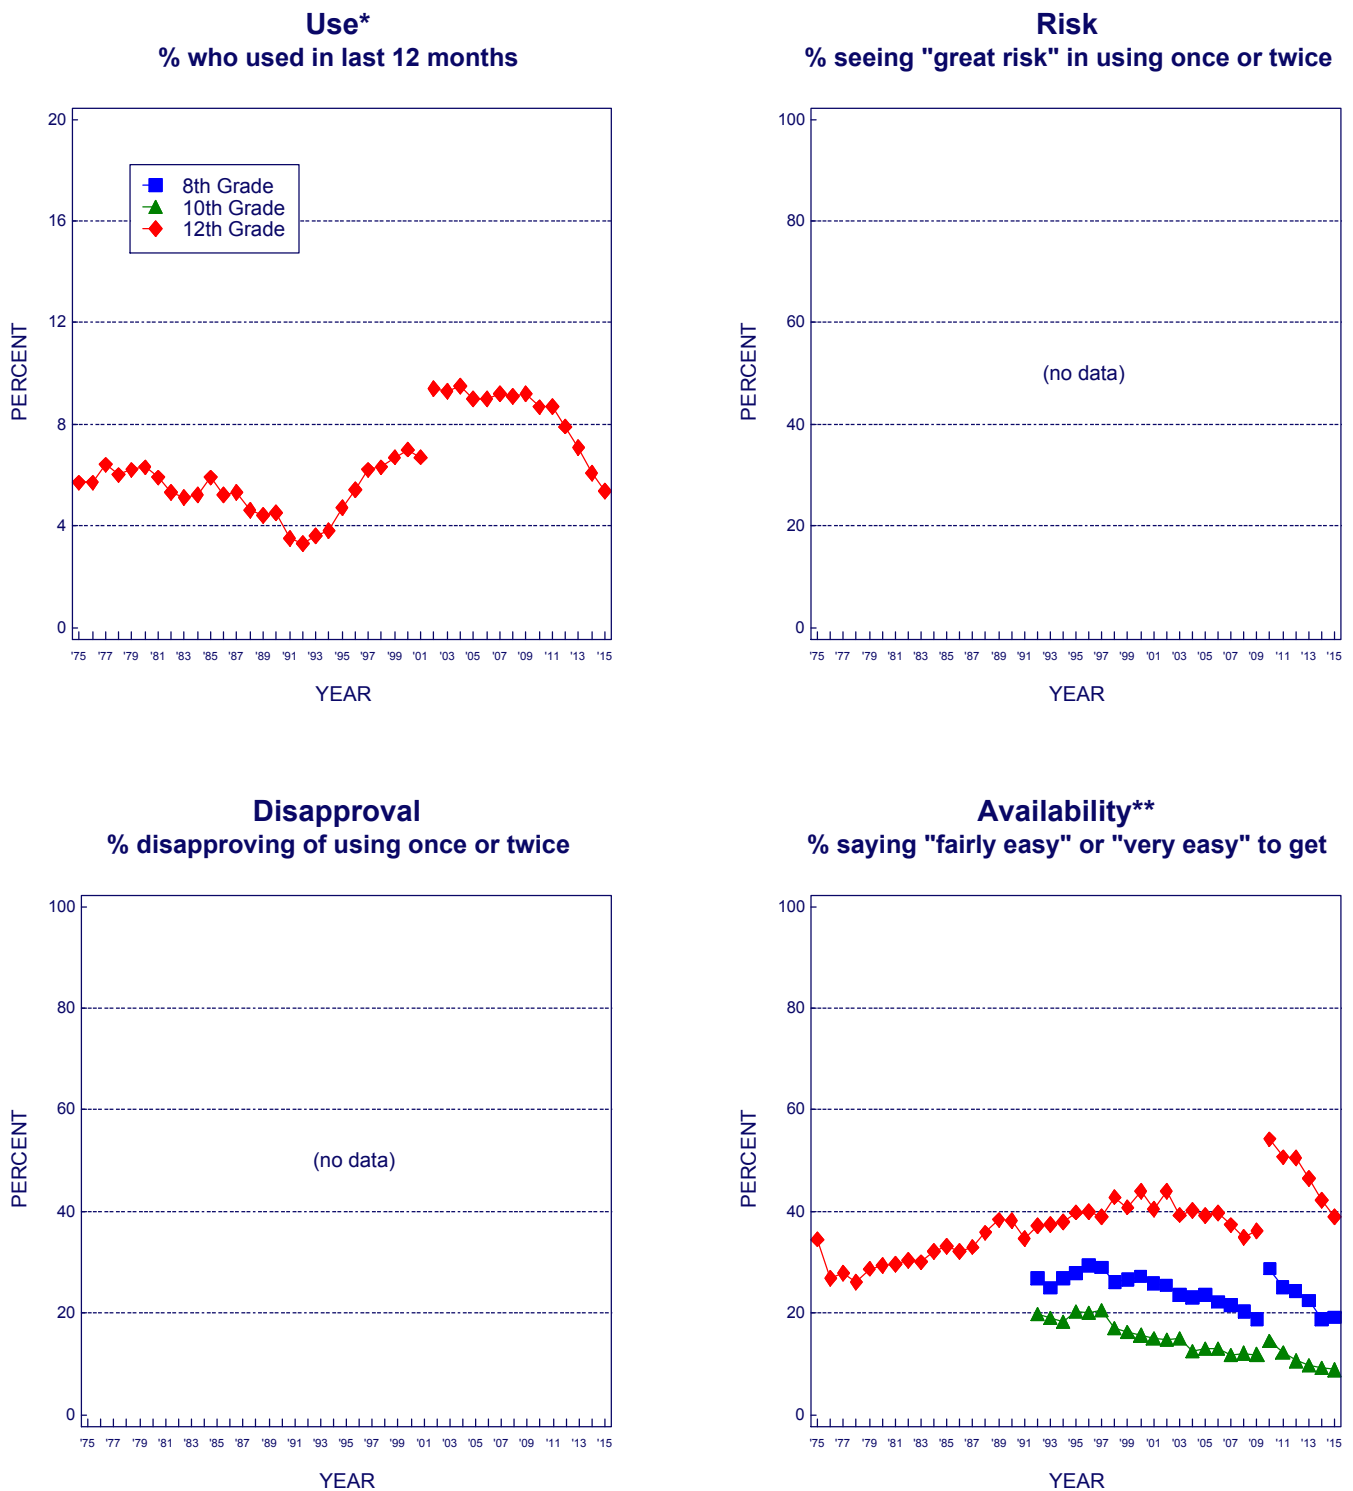 Use*
% who used in last 12 months
20
16
12
8
4
0
PERCENT
8th Grade
10th Grade
12th Grade
'75 '77 '79 '81 '83 '85 '87 '89 '91 '93 '95 '97 '99 '01 '03 '05 '07 '09 '11 '13 '15
YEAR
Risk
% seeing "great risk" in using once or twice
100
80
60
40
20
0
PERCENT
(no data)
'75 '77 '79 '81 '83 '85 '87 '89 '91 '93 '95 '97 '99 '01 '03 '05 '07 '09 '11 '13 '15
YEAR
Disapproval
% disapproving of using once or twice
100
80
60
40
20
0
PERCENT
(no data)
'75 '77 '79 '81 '83 '85 '87 '89 '91 '93 '95 '97 '99 '01 '03 '05 '07 '09 '11 '13 '15
YEAR
Availability**
% saying "fairly easy" or "very easy" to get
100
80
60
40
20
0
PERCENT
'75 '77 '79 '81 '83 '85 '87 '89 '91 '93 '95 '97 '99 '01 '03 '05 '07 '09 '11 '13 '15
YEAR